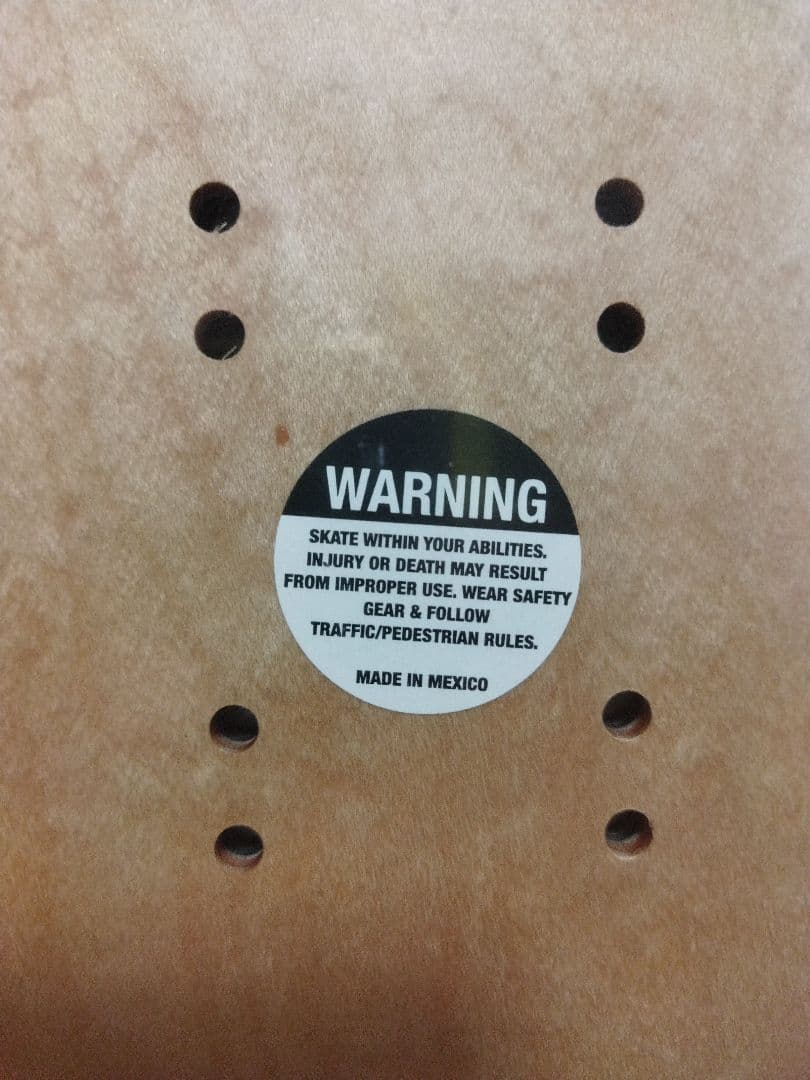 WARNING
SKATE WITHIN YOUR ABILITIES.
INJURY OR DEATH MAY RESULT
FROM IMPROPER USE. WEAR SAFETY
GEAR & FOLLOW
TRAFFIC/PEDESTRIAN RULES.
MADE IN MEXICO